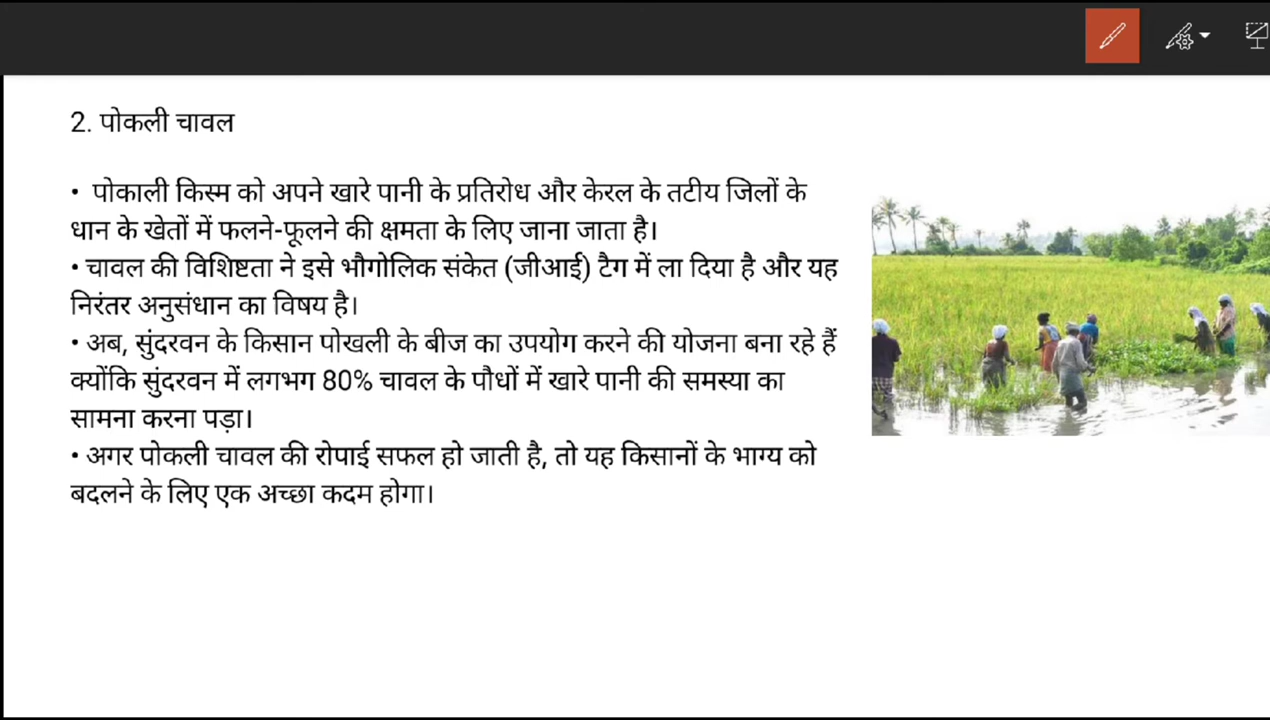 2. पोकली चावल
• पोकाली किस्म को अपने खारे पानी के प्रतिरोध और केरल के तटीय जिलों के
धान के खेतों में फलने-फूलने की क्षमता के लिए जाना जाता है।
• चावल की विशिष्टता ने इसे भौगोलिक संकेत (जीआई) टैग में ला दिया है और यह
निरंतर अनुसंधान का विषय है।
• अब, सुंदरवन के किसान पोखली के बीज का उपयोग करने की योजना बना रहे हैं
क्योंकि सुंदरवन में लगभग 80% चावल के पौधों में खारे पानी की समस्या का
सामना करना पड़ा।
• अगर पोकली चावल की रोपाई सफल हो जाती है, तो यह किसानों के भाग्य को
बदलने के लिए एक अच्छा कदम होगा।